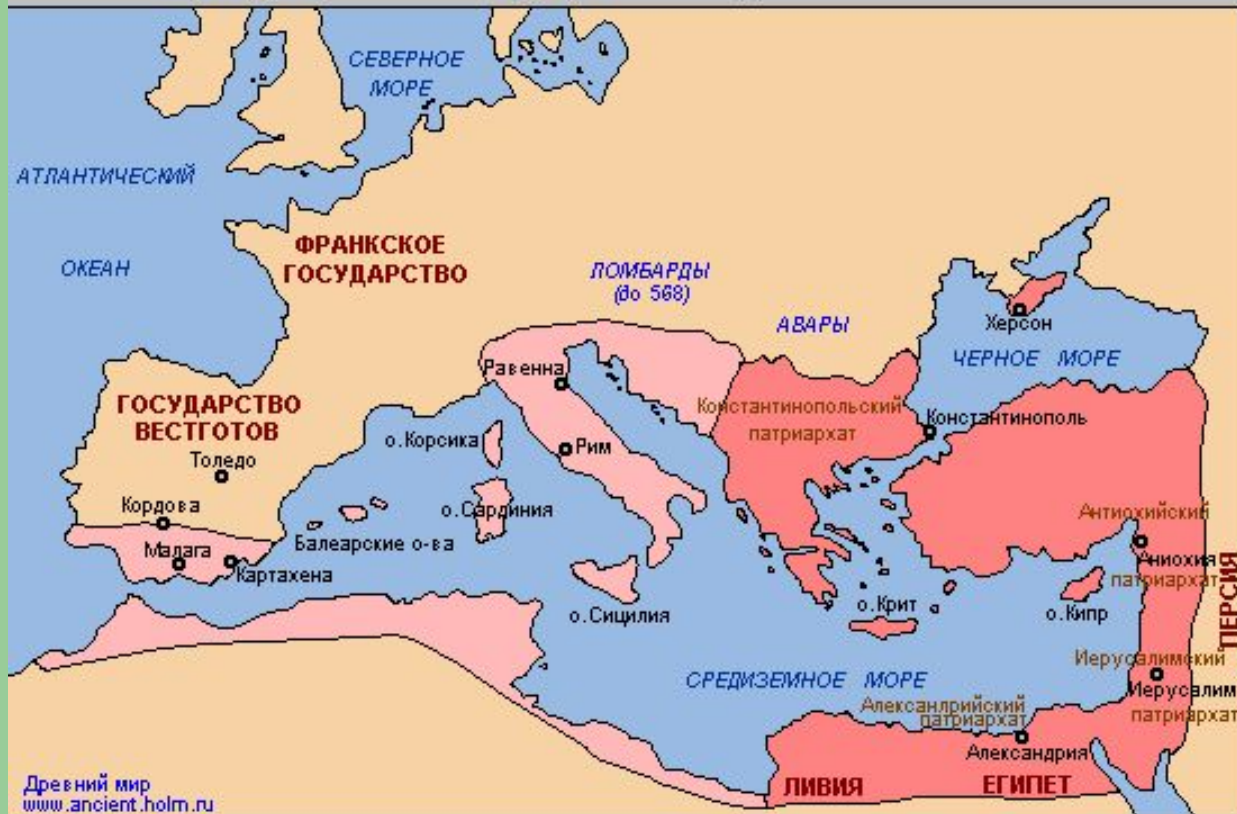 СЕВЕРНОЕ
МОРЕ
АТЛАНТИЧЕСКИЙ
ОКЕАН
ФРАНКСКОЕ
ГОСУДАРСТВО
ЛОМБАРДЫ
(до 568)
АВАРЫ
Херсон
ЧЕРНОЕ МОРЕ
Равенна
ГОСУДАРСТВО
ВЕСТГОТОВ
Толедо
Константинопольский
патриархат
Константинополь
о.Корсика
Рим
Кордова
о.Сардиния
Антиохийский
Малага
Балеарские о-ва
Картахена
Аниохия
патриархат
ПЕРСИЯ
о.Сицилия
о.Крит
о.Кипр
Иерусалимский
СРЕДИЗЕМНОЕ МОРЕ
Иерусалим
Алексанлрийский
патриархат
патриархат
Александрия
ЛИВИЯ
ЕГИПЕТ
Древний мир
www.ancient.holm.ru